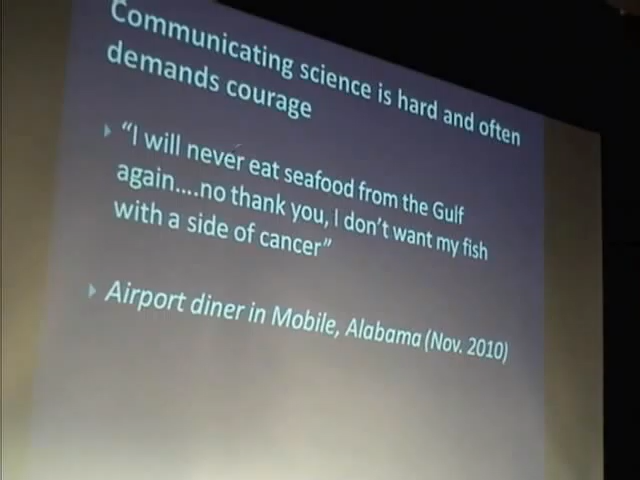 Communicating science is hard and often
demands courage
“I will never eat seafood from the Gulf
again....no thank you, I don’t want my fish
with a side of cancer”
Airport diner in Mobile, Alabama (Nov. 2010)